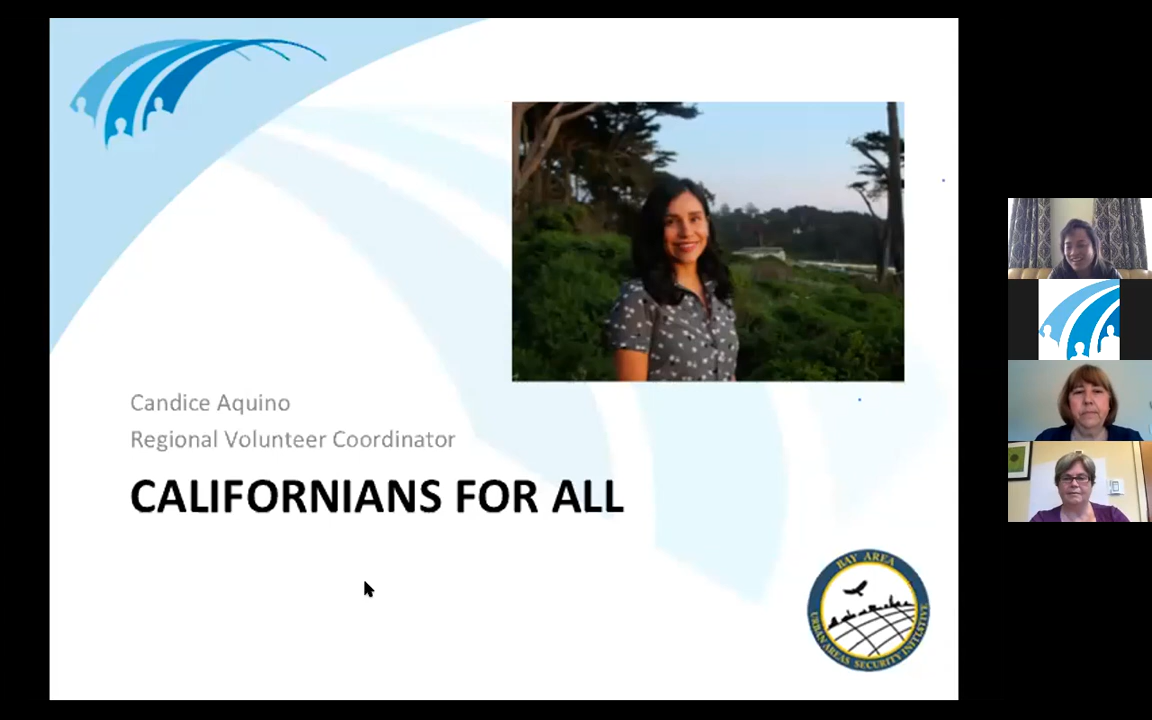 Candice Aquino
Regional Volunteer Coordinator
CALIFORNIANS FOR ALL
BAY AREA
URBAN AREAS SECURITY INITIATIVE